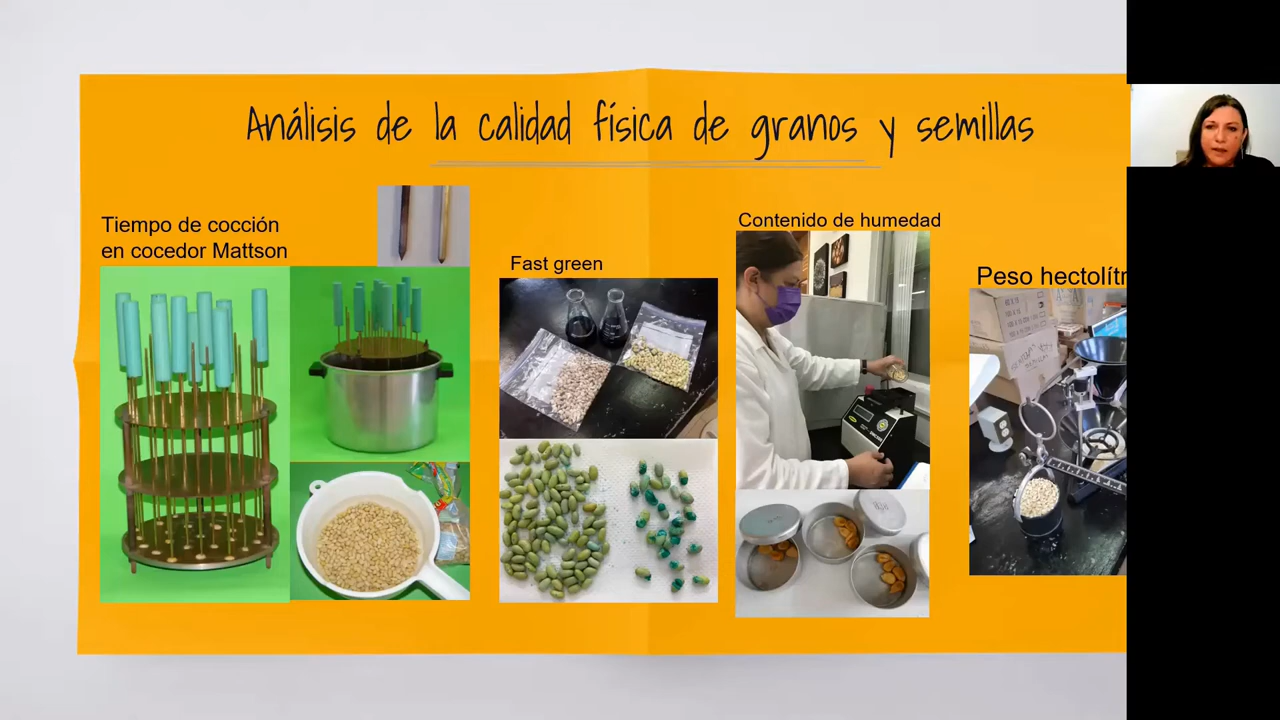 Análisis de la calidad física de granos y semillas
Tiempo de cocción
en cocedor Mattson
Fast green
Contenido de humedad
Peso hectolítr